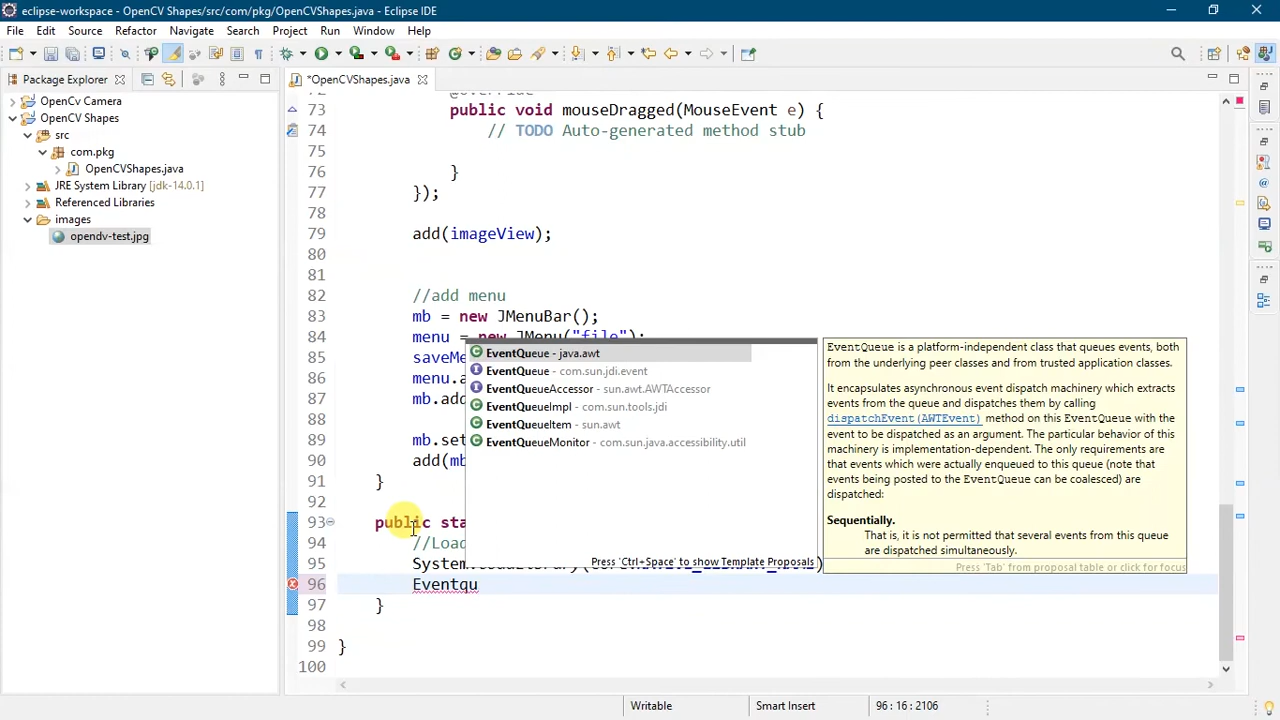 eclipse-workspace - OpenCV Shapes/src/com/pkg/OpenCVShapes.java - Eclipse IDE
File Edit Source Refactor Navigate Search Project Run Window Help
Package Explorer
*OpenCVShapes.java
OpenCv Camera
OpenCv Shapes
src
com.pkg
OpenCVShapes.java
JRE System Library [jdk-14.0.1]
Referenced Libraries
images
opendv-test.jpg
72 @Override
73 public void mouseDragged(MouseEvent e) {
74 // TODO Auto-generated method stub
75
76 }
77 });
78
79 add(imageView);
80
81
82 //add menu
83 mb = new JMenuBar();
84 menu = new JMenu("file");
85 saveMe
86 menu.a
87 mb.add
88
89 mb.set
90 add(mb
91 }
92
93 public sta
94 //Load
95 System.
96 Eventqu
97 }
98
99 }
100
EventQueue - java.awt
EventQueue - com.sun.jdi.event
EventQueueAccessor - sun.awt.AWTAccessor
EventQueueImpl - com.sun.tools.jdi
EventQueueItem - sun.awt
EventQueueMonitor - com.sun.java.accessibility.util
Press 'Ctrl+Space' to show Template Proposals
EventQueue is a platform-independent class that queues events, both
from the underlying peer classes and from trusted application classes.
It encapsulates asynchronous event dispatch machinery which extracts
events from the queue and dispatches them by calling
dispatchEvent(AWTEvent) method on this EventQueue with the
event to be dispatched as an argument. The particular behavior of this
machinery is implementation-dependent. The only requirements are
that events which were actually enqueued to this queue (note that
events being posted to the EventQueue can be coalesced) are
dispatched:
Sequentially.
That is, it is not permitted that several events from this queue
are dispatched simultaneously.
Press 'Tab' from proposal table or click for focus
Writable
Smart Insert
96 : 16 : 2106